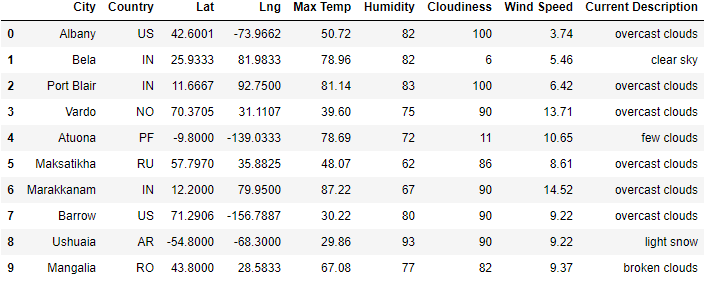 City Country Lat Lng Max Temp Humidity Cloudiness Wind Speed Current Description
0 Albany US 42.6001 -73.9662 50.72 82 100 3.74 overcast clouds
1 Bela IN 25.9333 81.9833 78.96 82 6 5.46 clear sky
2 Port Blair IN 11.6667 92.7500 81.14 83 100 6.42 overcast clouds
3 Vardo NO 70.3705 31.1107 39.60 75 90 13.71 overcast clouds
4 Atuona PF -9.8000 -139.0333 78.69 72 11 10.65 few clouds
5 Maksatikha RU 57.7970 35.8825 48.07 62 86 8.61 overcast clouds
6 Marakkanam IN 12.2000 79.9500 87.22 67 90 14.52 overcast clouds
7 Barrow US 71.2906 -156.7887 30.22 80 90 9.22 overcast clouds
8 Ushuaia AR -54.8000 -68.3000 29.86 93 90 9.22 light snow
9 Mangalia RO 43.8000 28.5833 67.08 77 82 9.37 broken clouds